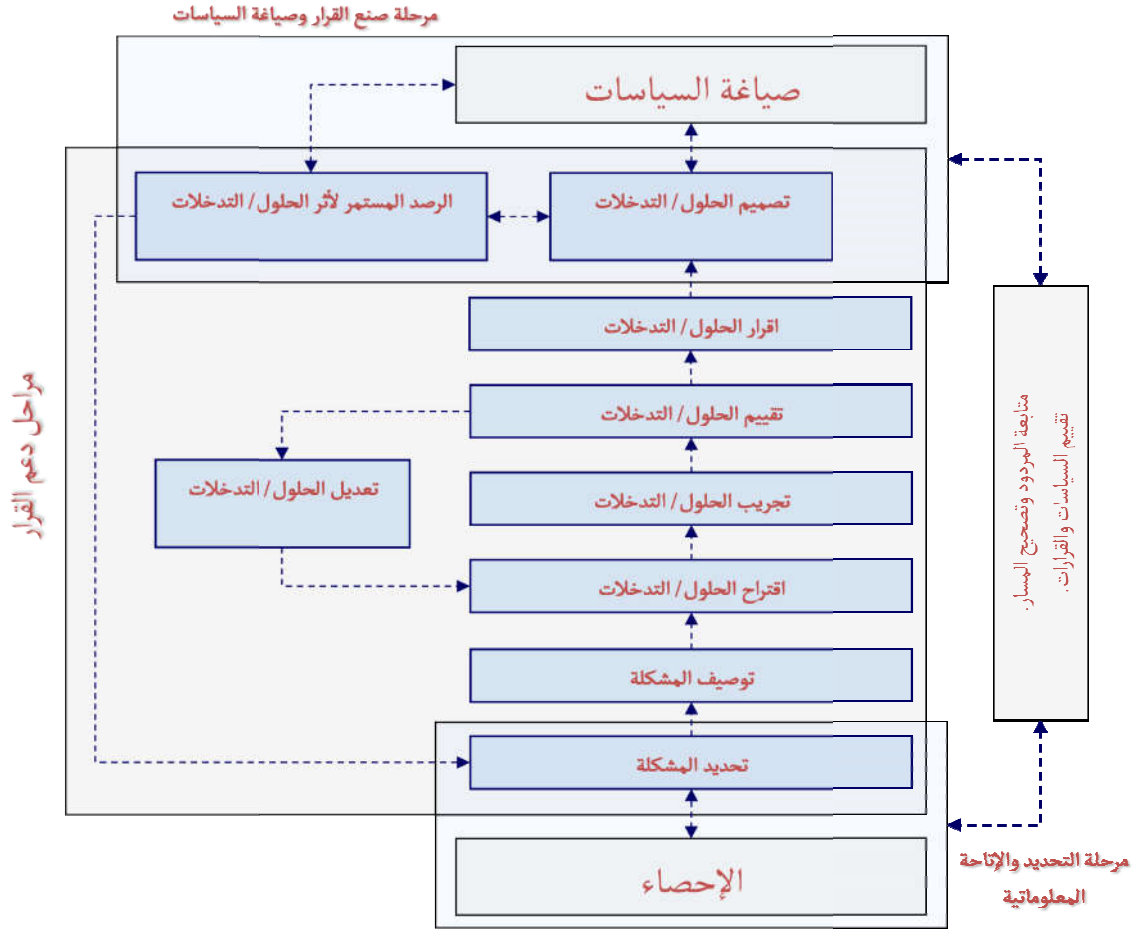 مرحلة صنع القرار وصياغة السياسات
صياغة السياسات
تصميم الحلول/ التدخلات
الرصد المستمر لأثر الحلول/ التدخلات
اقرار الحلول/ التدخلات
تقييم الحلول/ التدخلات
تعديل الحلول/ التدخلات
تجريب الحلول/ التدخلات
اقتراح الحلول/ التدخلات
توصيف المشكلة
تحديد المشكلة
الإحصاء
مراحل دعم القرار
متابعة المردود وتصحيح المسار.
تقييم السياسات والقرارات.
مرحلة التحديد والإتاحة
المعلوماتية